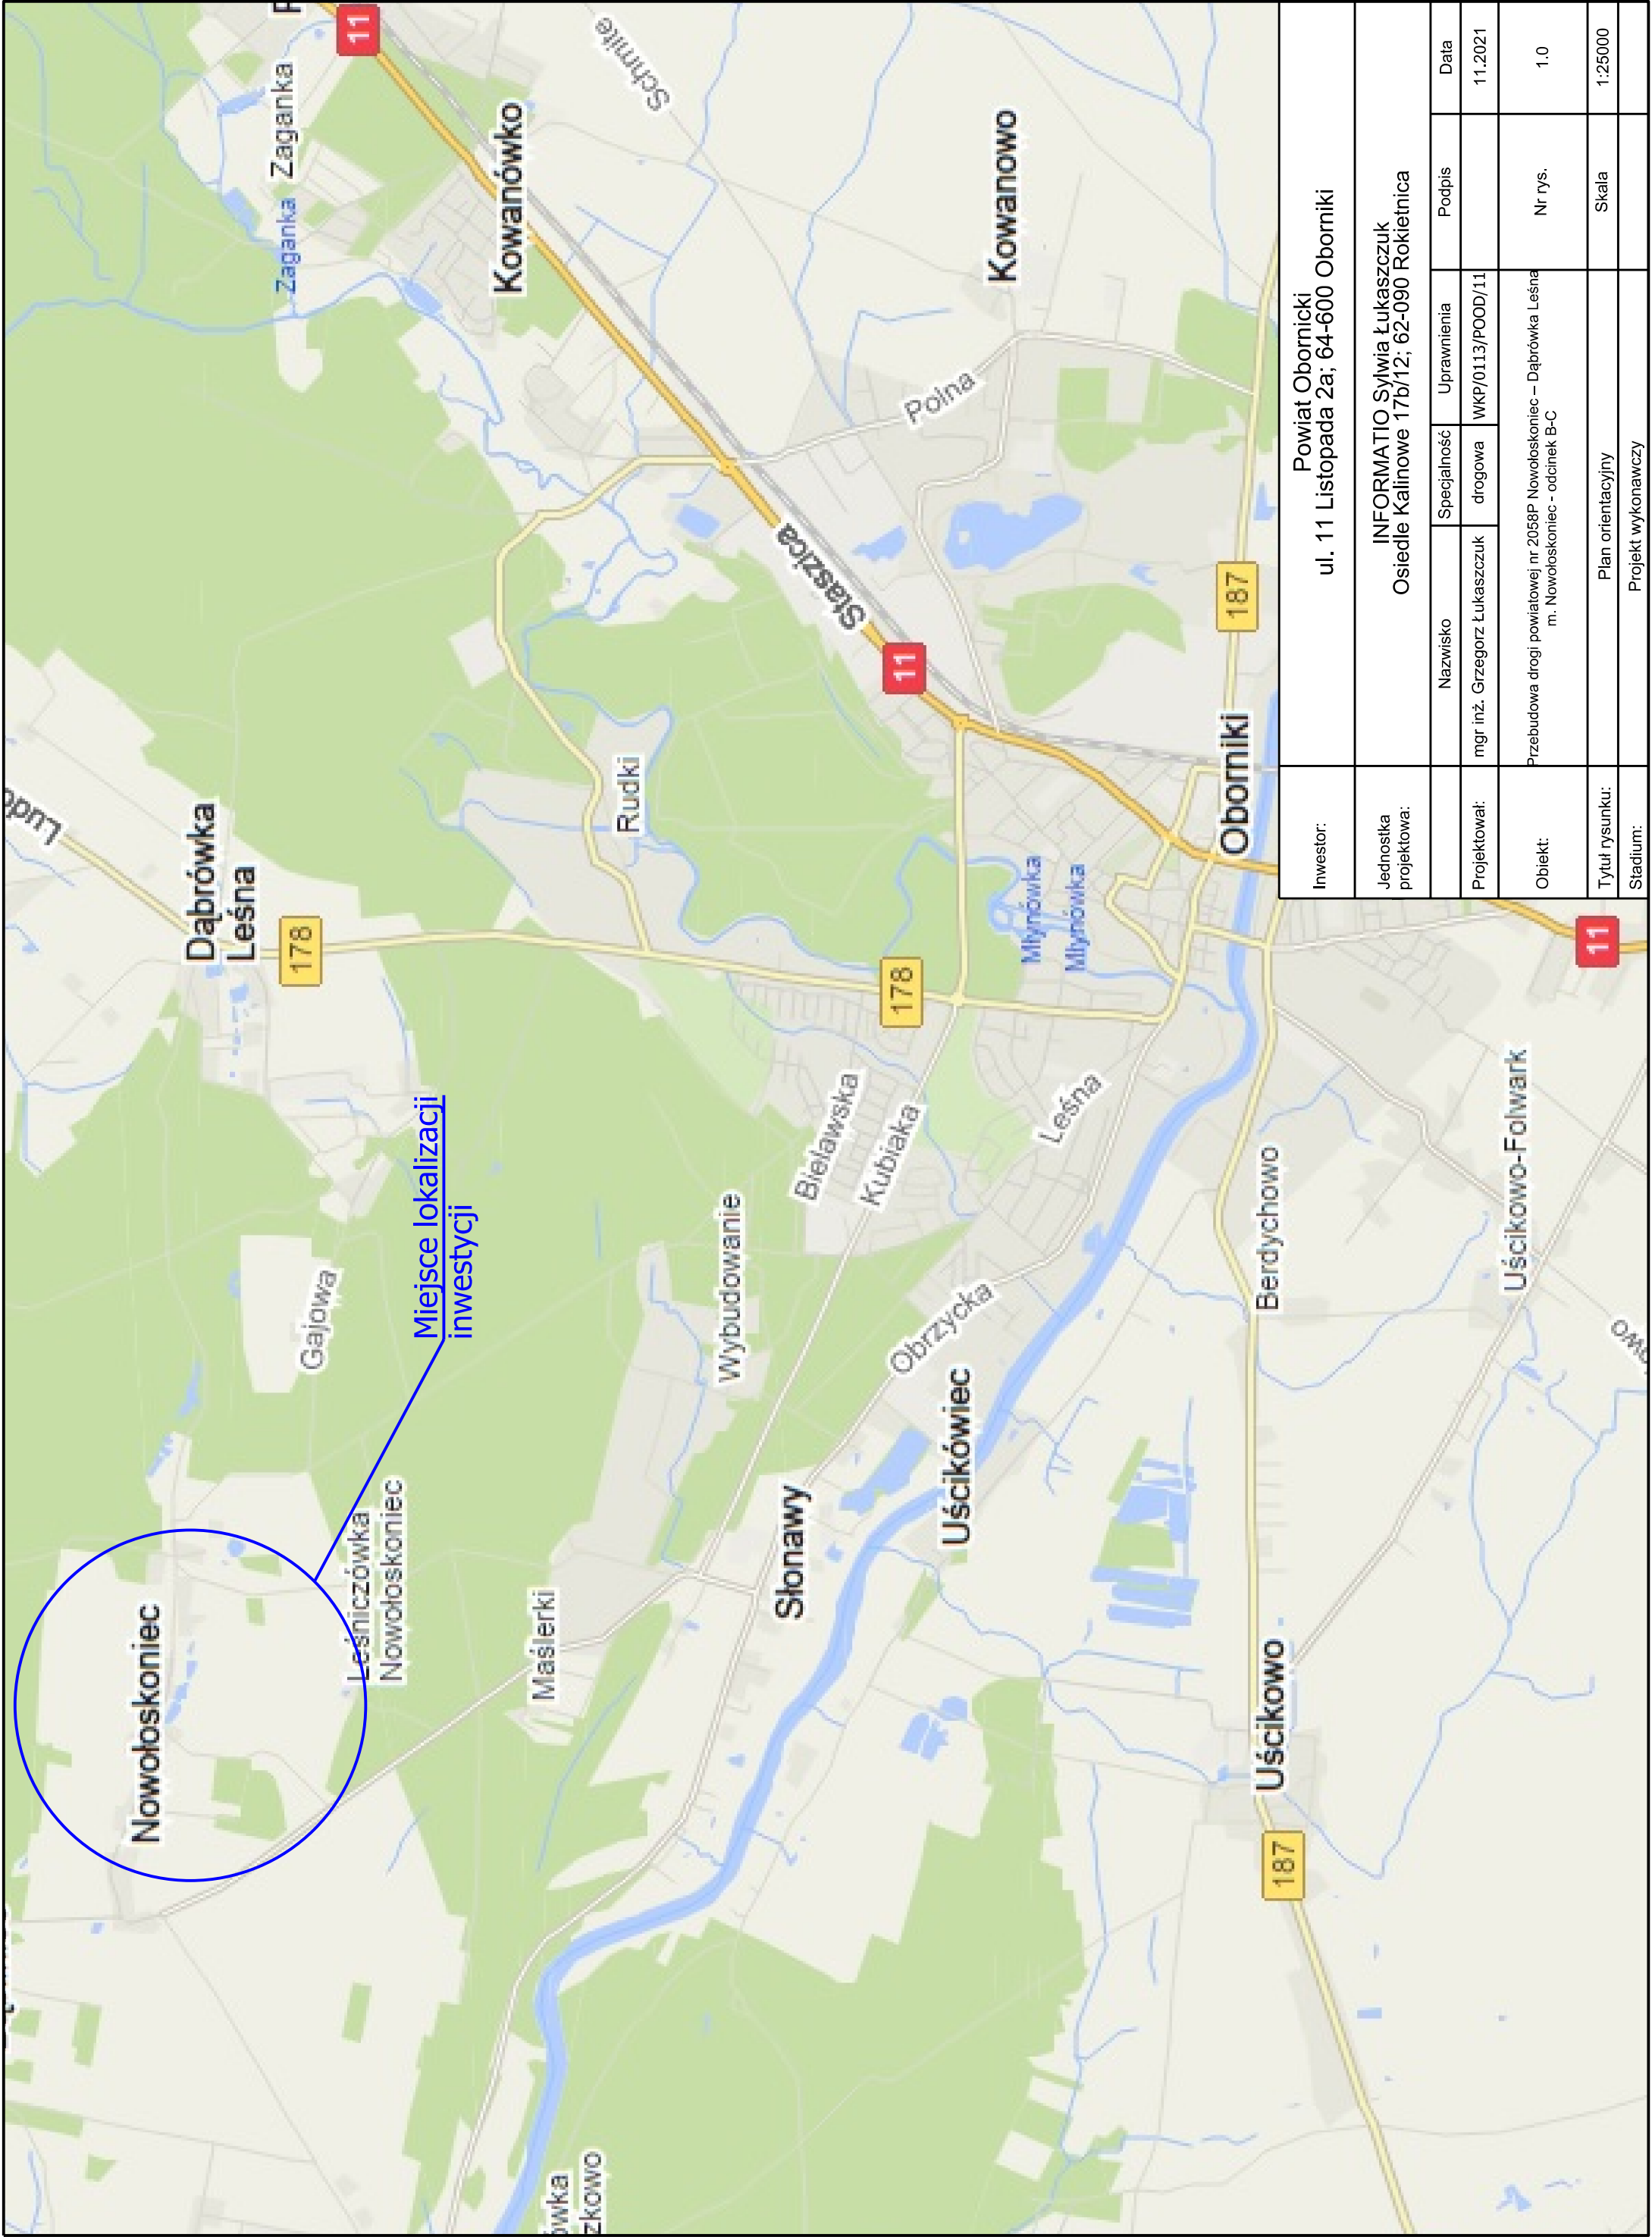 Nowołoskoniec
Leśniczówka
Nowołoskoniec
Gajowa
Miejsce lokalizacji
inwestycji
Dąbrówka
Leśna
178
Zaganka
Zaganka
11
Kowanówko
Schmite
Maślerki
Wybudowanie
Rudki
Słonawy
Bielawska
Kubiaka
178
Staszica
11
Polna
Kowanowo
Uścikówiec
Obrzycka
Leśna
Młynówka
Młynówka
Oborniki
187
Uścikowo
187
Berdychowo
Uścikowo-Folwark
11
Inwestor:
Powiat Obornicki
ul. 11 Listopada 2a; 64-600 Oborniki
Jednostka
projektowa:
INFORMATIO Sylwia Łukaszczuk
Osiedle Kalinowe 17b/12; 62-090 Rokietnica
Nazwisko Specjalność Uprawnienia Podpis Data
Projektował: mgr inż. Grzegorz Łukaszczuk drogowa WKP/0113/POOD/11 11.2021
Obiekt: Przebudowa drogi powiatowej nr 2058P Nowołoskoniec – Dąbrówka Leśna
m. Nowołoskoniec - odcinek B-C
Nr rys. 1.0
Tytuł rysunku: Plan orientacyjny Skala 1:25000
Stadium: Projekt wykonawczy